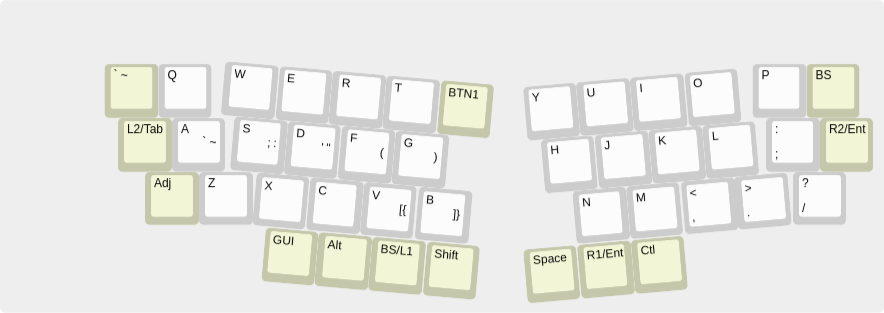 ` ~ Q W E R T BTN1 Y U I O P BS
L2/Tab A ` ~ S ; : D ' " F ( G ) H J K L : ; R2/Ent
Adj Z X C V [{ B ]} N M < , > . ? /
GUI Alt BS/L1 Shift Space R1/Ent Ctl